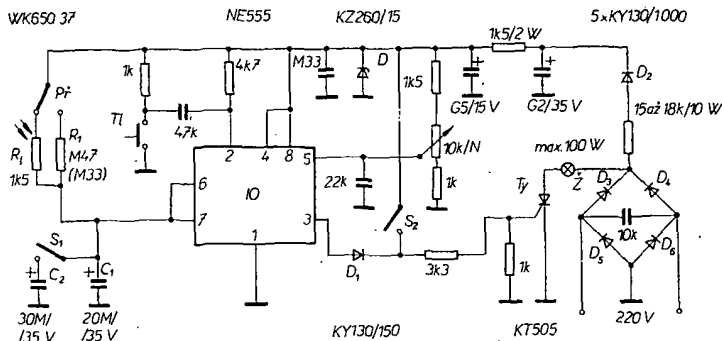 WK650 37 NE555 KZ260/15 5×KY130/1000
1k5/2 W
1k 4k7 M33 D 1k5 G5/15 V G2/35 V D2
Př
Tl 47k 15až 18k/10 W
R1 R1 M47 (M33)
1k5
2 4 8 5
10k/N
max. 100 W
6 IO
7 3
1
22k 1k Ty Ž D3 D4
10k
S1 S2
C2 C1
D1 3k3 1k D5 D6
30M/ /35 V 20M/ /35 V
KY130/150 KT505 220 V